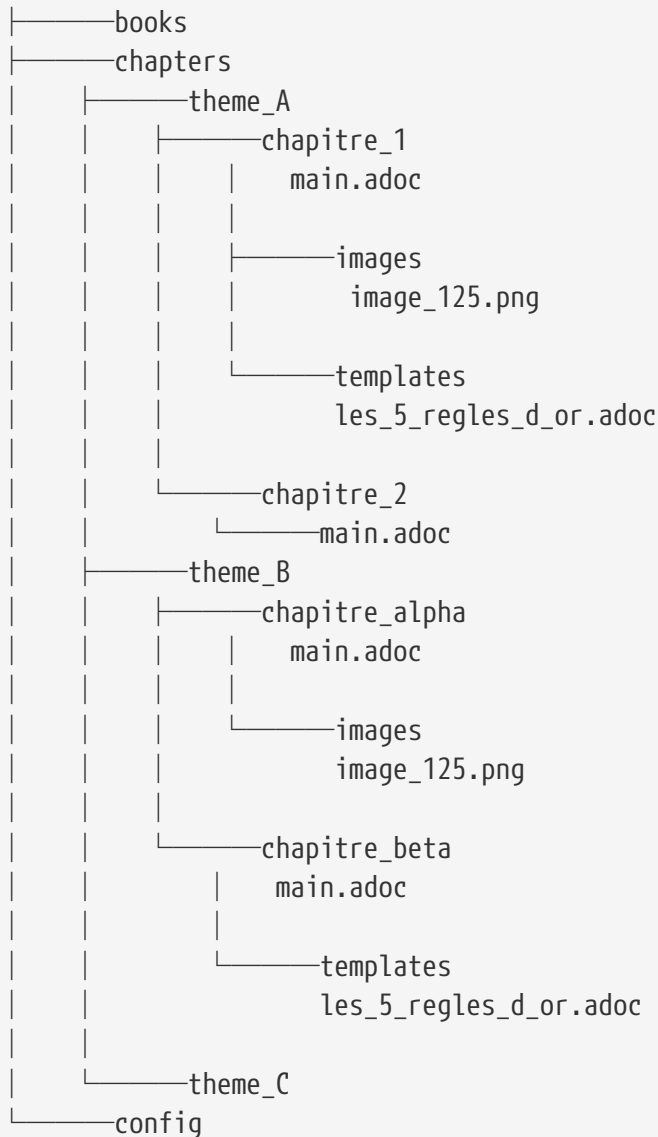 books
chapters
theme_A
chapitre_1
main.adoc
images
image_125.png
templates
les_5_regles_d_or.adoc
chapitre_2
main.adoc
theme_B
chapitre_alpha
main.adoc
images
image_125.png
chapitre_beta
main.adoc
templates
les_5_regles_d_or.adoc
theme_C
config